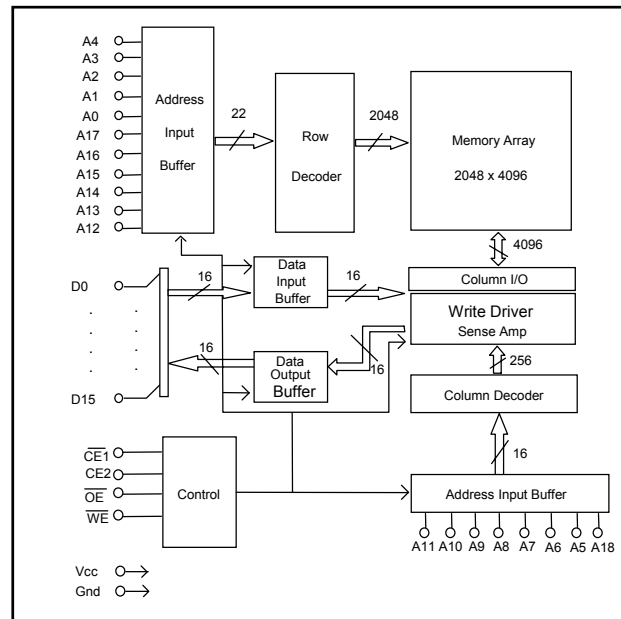 A4
A3
A2
A1
A0
A17
A16
A15
A14
A13
A12
Address
Input
Buffer
22
Row
Decoder
2048
Memory Array
2048 x 4096
4096
D0
D15
16
Data
Input
Buffer
16
Column I/O
Write Driver
Sense Amp
16
Data
Output
Buffer
16
256
Column Decoder
16
CE1
CE2
OE
WE
Control
Address Input Buffer
A11 A10 A9 A8 A7 A6 A5 A18
Vcc
Gnd